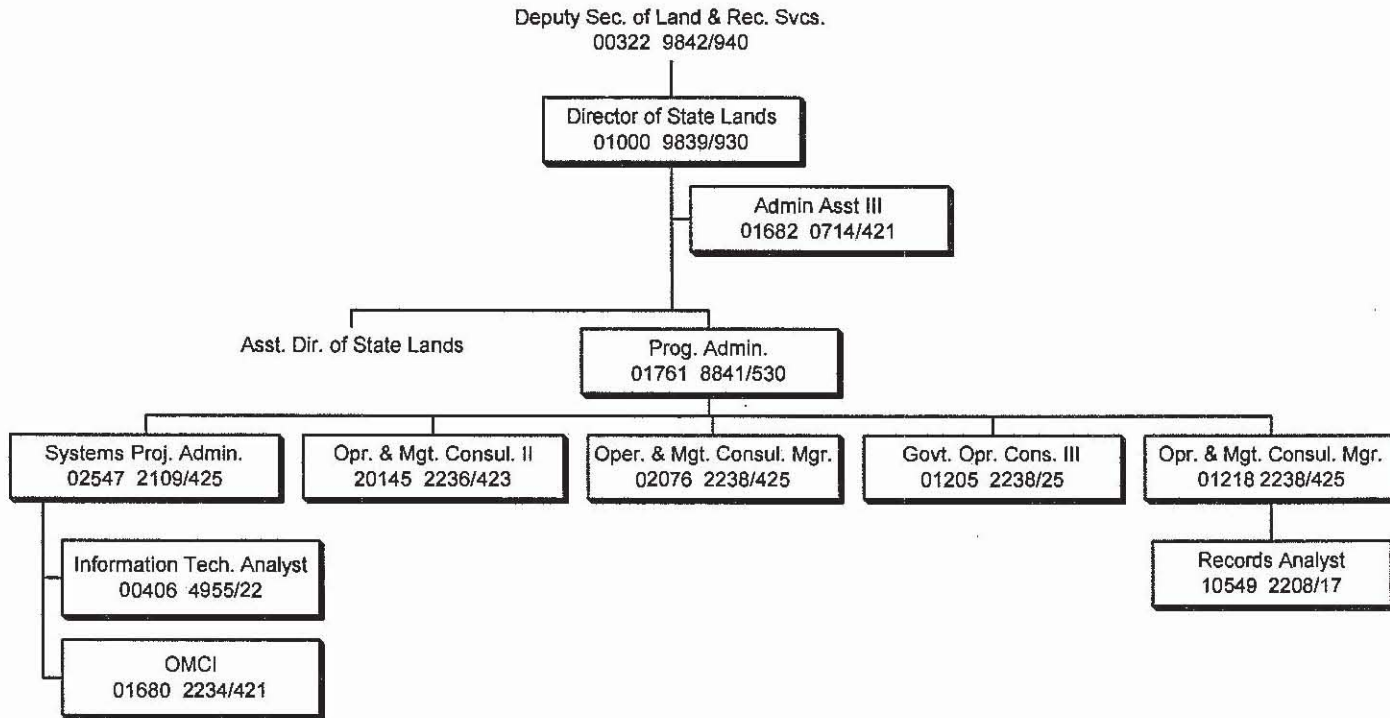 Deputy Sec. of Land & Rec. Svcs.
00322 9842/940
Director of State Lands
01000 9839/930
Admin Asst III
01682 0714/421
Asst. Dir. of State Lands
Prog. Admin.
01761 8841/530
Systems Proj. Admin.
02547 2109/425
Opr. & Mgt. Consul. II
20145 2236/423
Oper. & Mgt. Consul. Mgr.
02076 2238/425
Govt. Opr. Cons. III
01205 2238/25
Opr. & Mgt. Consul. Mgr.
01218 2238/425
Information Tech. Analyst
00406 4955/22
Records Analyst
10549 2208/17
OMCI
01680 2234/421